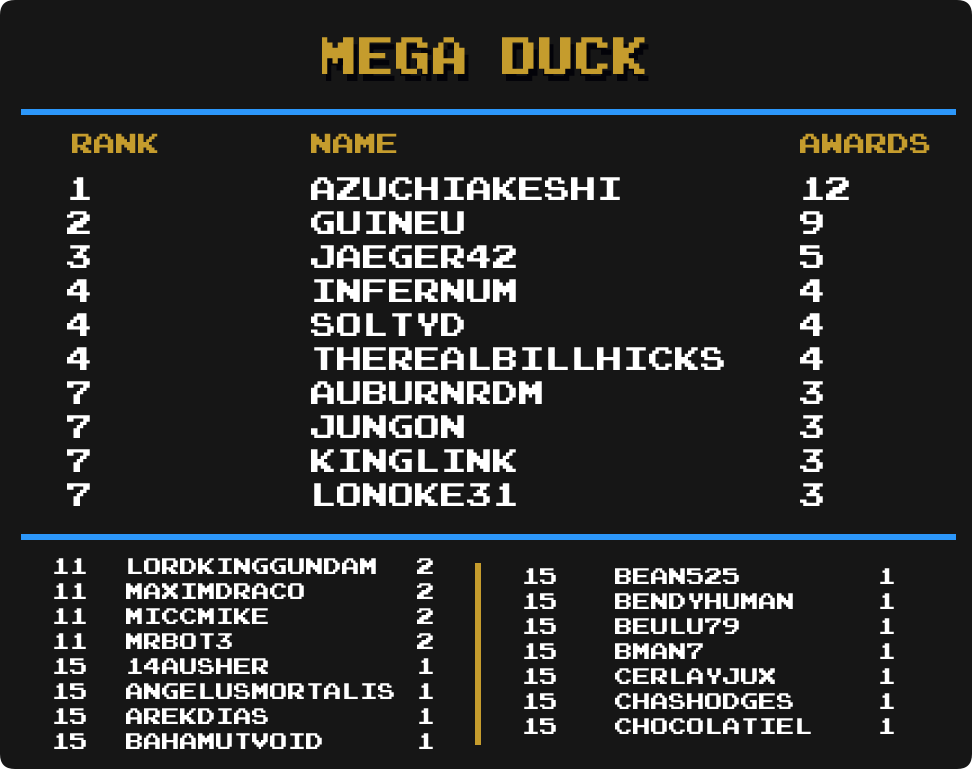 MEGA DUCK
RANK NAME AWARDS
1 AZUCHIAKESHI 12
2 GUINEU 9
3 JAEGER42 5
4 INFERNUM 4
4 SOLTYD 4
4 THEREALBILLHICKS 4
7 AUBURNRDM 3
7 JUNGON 3
7 KINGLINK 3
7 LONOKE31 3
11 LORDKINGGUNDAM 2
11 MAXIMDRACO 2
11 MICCMIKE 2
11 MRBOT3 2
15 14AUSHER 1
15 ANGELUSMORTALIS 1
15 AREKDIAS 1
15 BAHAMUTVOID 1
15 BEAN525 1
15 BENDYHUMAN 1
15 BEULU79 1
15 BMAN7 1
15 CERLAYJUX 1
15 CHASHODGES 1
15 CHOCOLATIEL 1